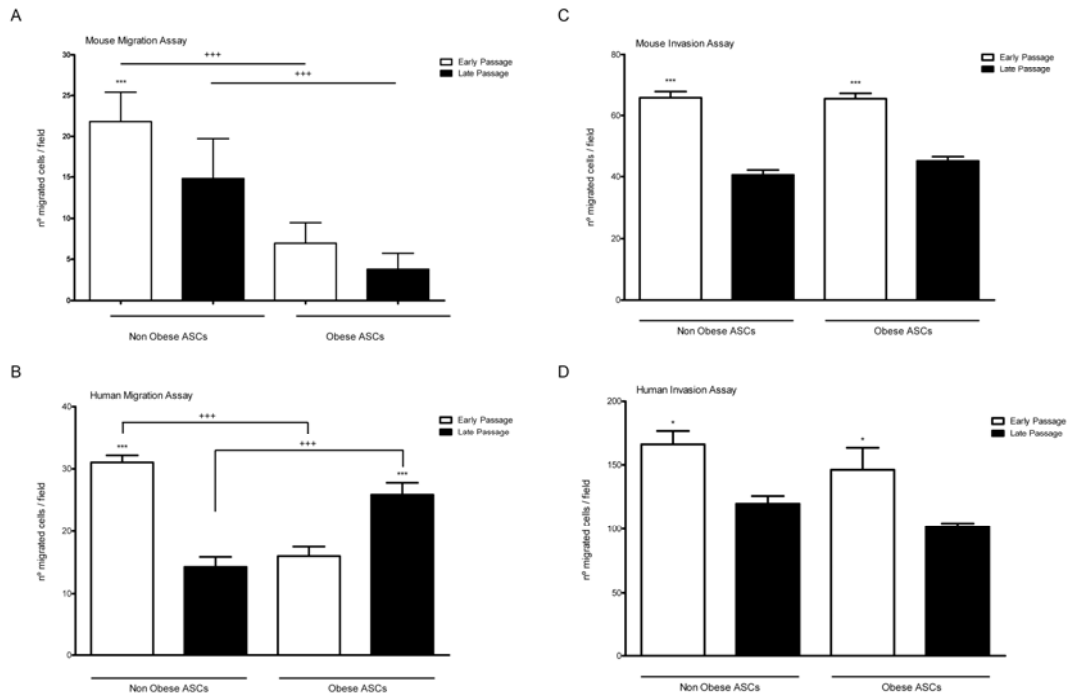 A
Mouse Migration Assay
Early Passage
Late Passage
+++
+++
***
30
25
20
15
10
5
0
nº migrated cells / field
Non Obese ASCs
Obese ASCs
B
Human Migration Assay
Early Passage
Late Passage
+++
+++
***
***
40
30
20
10
0
nº migrated cells / field
Non Obese ASCs
Obese ASCs
C
Mouse Invasion Assay
Early Passage
Late Passage
***
***
80
60
40
20
0
nº migrated cells / field
Non Obese ASCs
Obese ASCs
D
Human Invasion Assay
Early Passage
Late Passage
*
*
200
150
100
50
0
nº migrated cells / field
Non Obese ASCs
Obese ASCs